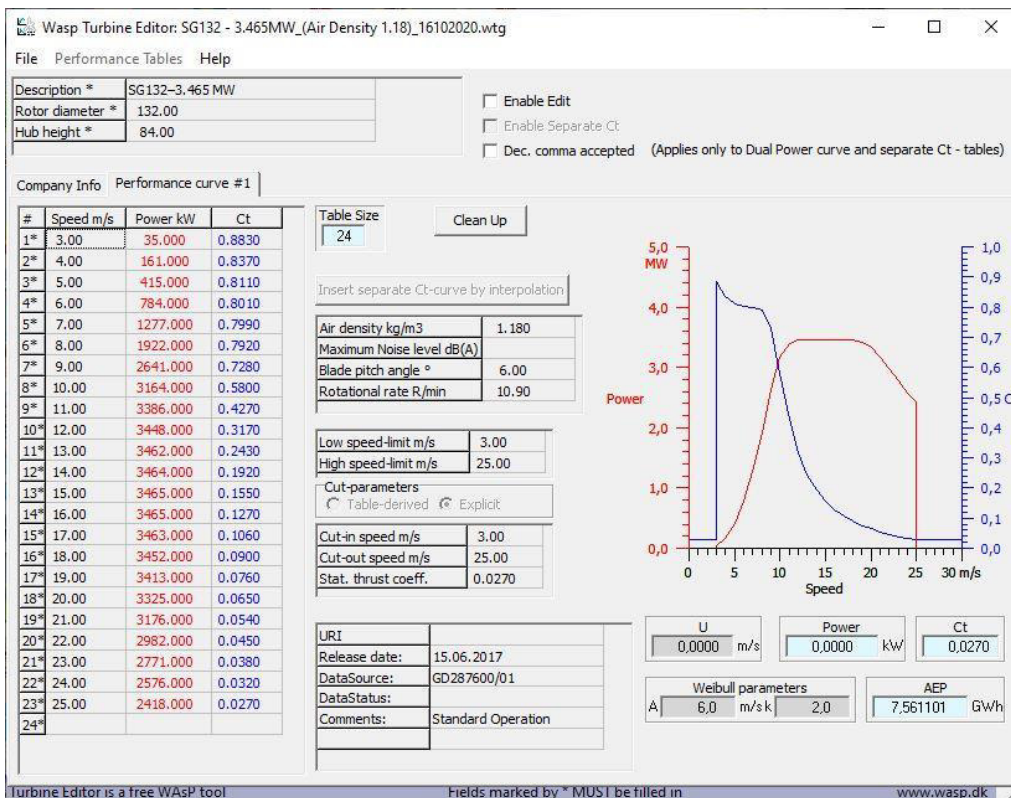 Wasp Turbine Editor: SG132 - 3.465MW_(Air Density 1.18)_16102020.wtg
File Performance Tables Help
Description * SG132–3.465 MW
Rotor diameter * 132.00
Hub height * 84.00
Enable Edit
Enable Separate Ct
Dec. comma accepted (Applies only to Dual Power curve and separate Ct - tables)
Company Info Performance curve #1
# Speed m/s Power kW Ct
1* 3.00 35.000 0.8830
2* 4.00 161.000 0.8370
3* 5.00 415.000 0.8110
4* 6.00 784.000 0.8010
5* 7.00 1277.000 0.7990
6* 8.00 1922.000 0.7920
7* 9.00 2641.000 0.7280
8* 10.00 3164.000 0.5800
9* 11.00 3386.000 0.4270
10* 12.00 3448.000 0.3170
11* 13.00 3462.000 0.2430
12* 14.00 3464.000 0.1920
13* 15.00 3465.000 0.1550
14* 16.00 3465.000 0.1270
15* 17.00 3463.000 0.1060
16* 18.00 3452.000 0.0900
17* 19.00 3413.000 0.0760
18* 20.00 3325.000 0.0650
19* 21.00 3176.000 0.0540
20* 22.00 2982.000 0.0450
21* 23.00 2771.000 0.0380
22* 24.00 2576.000 0.0320
23* 25.00 2418.000 0.0270
24*
Table Size
24
Clean Up
Insert separate Ct-curve by interpolation
Air density kg/m3 1.180
Maximum Noise level dB(A)
Blade pitch angle ° 6.00
Rotational rate R/min 10.90
Low speed-limit m/s 3.00
High speed-limit m/s 25.00
Cut-parameters
Table-derived Explicit
Cut-in speed m/s 3.00
Cut-out speed m/s 25.00
Stat. thrust coeff. 0.0270
URI
Release date: 15.06.2017
DataSource: GD287600/01
DataStatus:
Comments: Standard Operation
5,0 1,0
MW
0,9
4,0 0,8
0,7
3,0 0,6
Power 0,5 C
2,0 0,4
0,3
1,0 0,2
0,1
0,0 0,0
0 5 10 15 20 25 30 m/s
Speed
U Power Ct
0,0000 m/s 0,0000 kW 0,0270
Weibull parameters AEP
A 6,0 m/s k 2,0 7,561101 GWh
Turbine Editor is a free WAsP tool Fields marked by * MUST be filled in www.wasp.dk